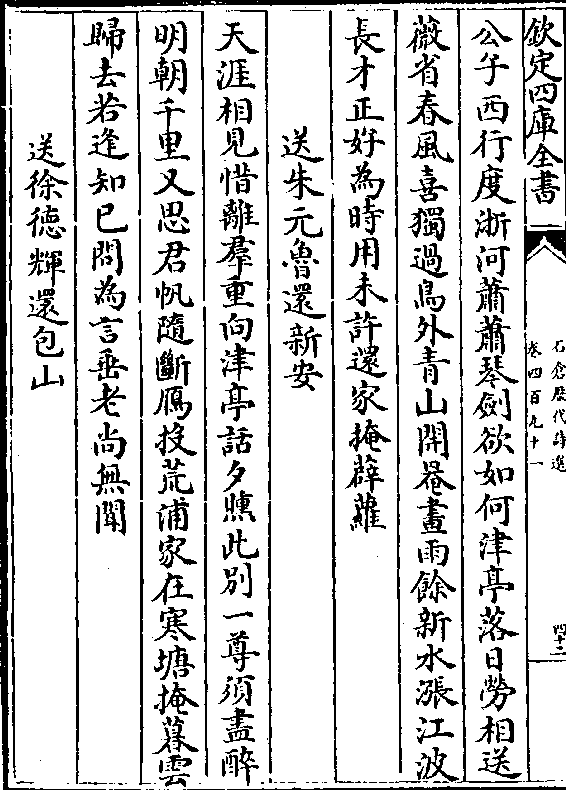 欽定四庫全書
石倉歷代詩選
卷四百九十一
四十二
公午西行度浙河蕭蕭琴劍欲如何津亭落日勞相送
薇省春風喜獨過鳥外青山開罨畫雨餘新水漲江波
長才正好為時用未許還家掩薜蘿
送朱元魯還新安
天涯相見惜離羣重向津亭話夕曛此別一尊須盡醉
明朝千里又思君帆隨斷鴈投荒浦家在寒塘掩暮雲
歸去若逢知已問為言垂老尚無聞
送徐德輝還包山